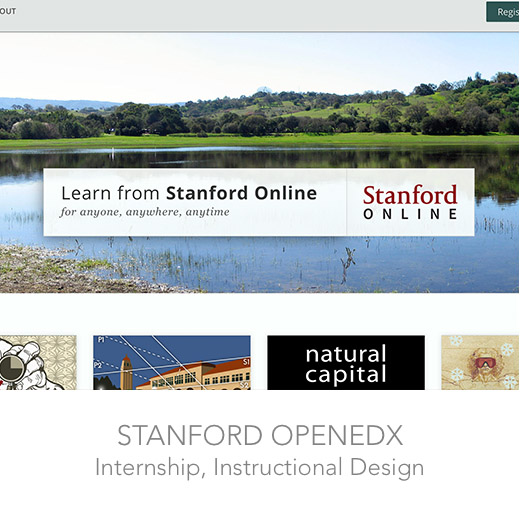 OUT
Regis
Learn from Stanford Online
for anyone, anywhere, anytime
Stanford
ONLINE
P1
P2
S1
natural
capital
STANFORD OPENEDX
Internship, Instructional Design